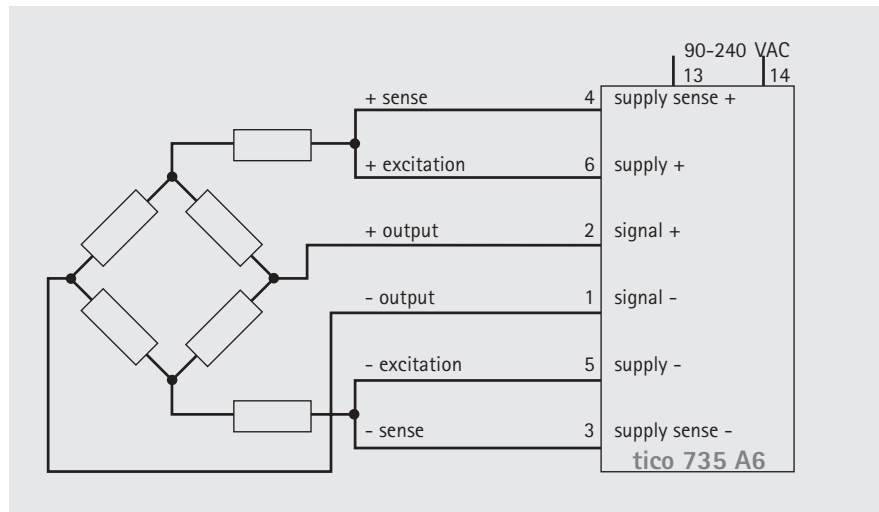 90-240 VAC
13 14
+ sense 4 supply sense +
+ excitation 6 supply +
+ output 2 signal +
- output 1 signal -
- excitation 5 supply -
- sense 3 supply sense -
tico 735 A6